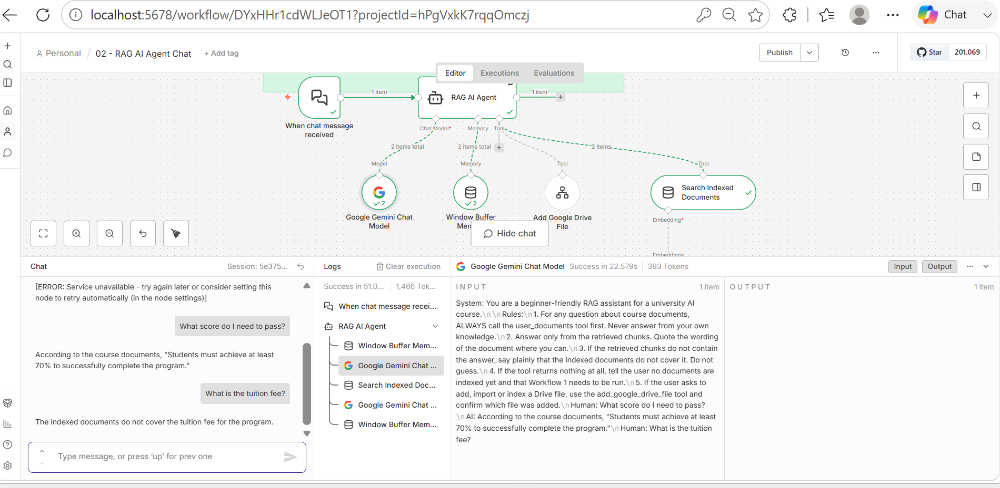 localhost:5678/workflow/DYxHHr1cdWLJeOT1?projectId=hPgVxkK7rqqOmczj
Chat
Personal / 02 - RAG AI Agent Chat + Add tag
Publish
Star 201,069
Editor Executions Evaluations
1 item
RAG AI Agent
1 item
When chat message
received
Chat Model* Memory Tool
2 items total
2 items total
2 items
Model
Memory
Tool
Tool
2
2
Search Indexed
Documents
Google Gemini Chat
Model
Window Buffer
Mem
Add Google Drive
File
Embedding*
Hide chat
Embeddings
Chat
Session: 5e375...
[ERROR: Service unavailable - try again later or consider setting this
node to retry automatically (in the node settings)]
What score do I need to pass?
According to the course documents, "Students must achieve at least
70% to successfully complete the program."
What is the tuition fee?
The indexed documents do not cover the tuition fee for the program.
Type message, or press ‘up’ for prev one
Logs
Clear execution
Success in 51.0... 1,466 Tok...
When chat message recei...
RAG AI Agent
Window Buffer Mem...
Google Gemini Chat ...
Search Indexed Doc...
Google Gemini Chat ...
Window Buffer Mem...
Google Gemini Chat Model Success in 22.579s 393 Tokens
Input Output
INPUT
1 item
System: You are a beginner-friendly RAG assistant for a university AI
course.\n\nRules:\n1. For any question about course documents,
ALWAYS call the user_documents tool first. Never answer from your own
knowledge.\n2. Answer only from the retrieved chunks. Quote the wording
of the document where you can.\n3. If the retrieved chunks do not contain
the answer, say plainly that the indexed documents do not cover it. Do not
guess.\n4. If the tool returns nothing at all, tell the user no documents are
indexed yet and that Workflow 1 needs to be run.\n5. If the user asks to
add, import or index a Drive file, use the add_google_drive_file tool and
confirm which file was added.\nHuman: What score do I need to pass?
\nAI: According to the course documents, "Students must achieve at least
70% to successfully complete the program."\nHuman: What is the tuition
fee?
OUTPUT
1 item